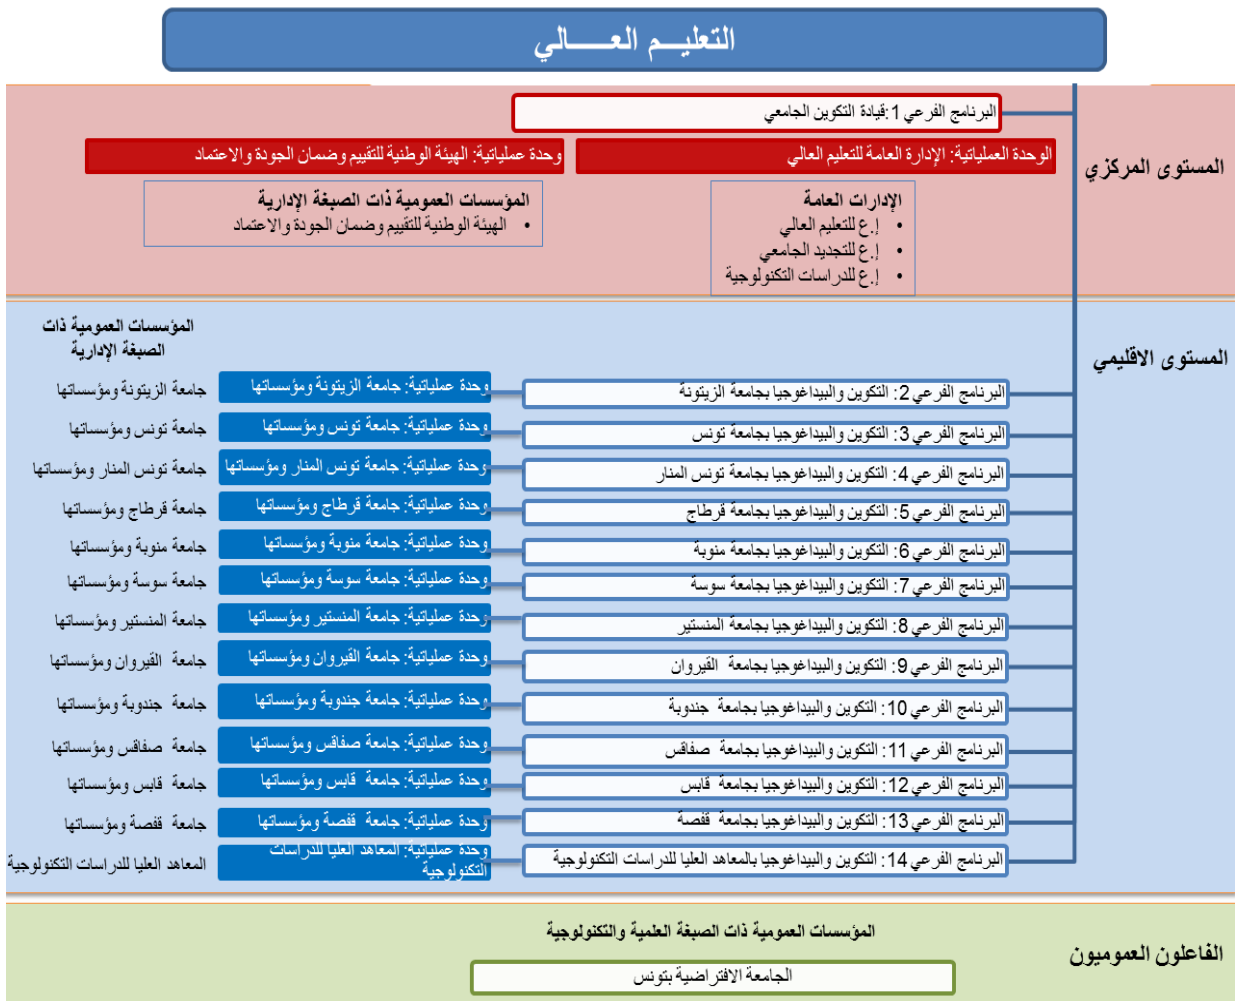 التعليـــم العـــــالي
المستوى المركزي
البرنامج الفرعي 1:قيادة التكوين الجامعي
الوحدة العملياتية: الإدارة العامة للتعليم العالي
وحدة عملياتية: الهيئة الوطنية للتقييم وضمان الجودة والاعتماد
الإدارات العامة
• إ.ع للتعليم العالي
• إ.ع للتجديد الجامعي
• إ.ع للدراسات التكنولوجية
المؤسسات العمومية ذات الصبغة الإدارية
• الهيئة الوطنية للتقييم وضمان الجودة والاعتماد
المستوى الاقليمي
المؤسسات العمومية ذات
الصبغة الإدارية
البرنامج الفرعي 2: التكوين والبيداغوجيا بجامعة الزيتونة
وحدة عملياتية: جامعة الزيتونة ومؤسساتها
جامعة الزيتونة ومؤسساتها
البرنامج الفرعي 3: التكوين والبيداغوجيا بجامعة تونس
وحدة عملياتية: جامعة تونس ومؤسساتها
جامعة تونس ومؤسساتها
البرنامج الفرعي 4: التكوين والبيداغوجيا بجامعة تونس المنار
وحدة عملياتية: جامعة تونس المنار ومؤسساتها
جامعة تونس المنار ومؤسساتها
البرنامج الفرعي 5: التكوين والبيداغوجيا بجامعة قرطاج
وحدة عملياتية: جامعة قرطاج ومؤسساتها
جامعة قرطاج ومؤسساتها
البرنامج الفرعي 6: التكوين والبيداغوجيا بجامعة منوبة
وحدة عملياتية: جامعة منوبة ومؤسساتها
جامعة منوبة ومؤسساتها
البرنامج الفرعي 7: التكوين والبيداغوجيا بجامعة سوسة
وحدة عملياتية: جامعة سوسة ومؤسساتها
جامعة سوسة ومؤسساتها
البرنامج الفرعي 8: التكوين والبيداغوجيا بجامعة المنستير
وحدة عملياتية: جامعة المنستير ومؤسساتها
جامعة المنستير ومؤسساتها
البرنامج الفرعي 9: التكوين والبيداغوجيا بجامعة القيروان
وحدة عملياتية: جامعة القيروان ومؤسساتها
جامعة القيروان ومؤسساتها
البرنامج الفرعي 10: التكوين والبيداغوجيا بجامعة جندوبة
وحدة عملياتية: جامعة جندوبة ومؤسساتها
جامعة جندوبة ومؤسساتها
البرنامج الفرعي 11: التكوين والبيداغوجيا بجامعة صفاقس
وحدة عملياتية: جامعة صفاقس ومؤسساتها
جامعة صفاقس ومؤسساتها
البرنامج الفرعي 12: التكوين والبيداغوجيا بجامعة قابس
وحدة عملياتية: جامعة قابس ومؤسساتها
جامعة قابس ومؤسساتها
البرنامج الفرعي 13: التكوين والبيداغوجيا بجامعة قفصة
وحدة عملياتية: جامعة قفصة ومؤسساتها
جامعة قفصة ومؤسساتها
البرنامج الفرعي 14: التكوين والبيداغوجيا بالمعاهد العليا للدراسات التكنولوجية
وحدة عملياتية: المعاهد العليا للدراسات
التكنولوجية
المعاهد العليا للدراسات التكنولوجية
الفاعلون العموميون
المؤسسات العمومية ذات الصبغة العلمية والتكنولوجية
الجامعة الافتراضية بتونس